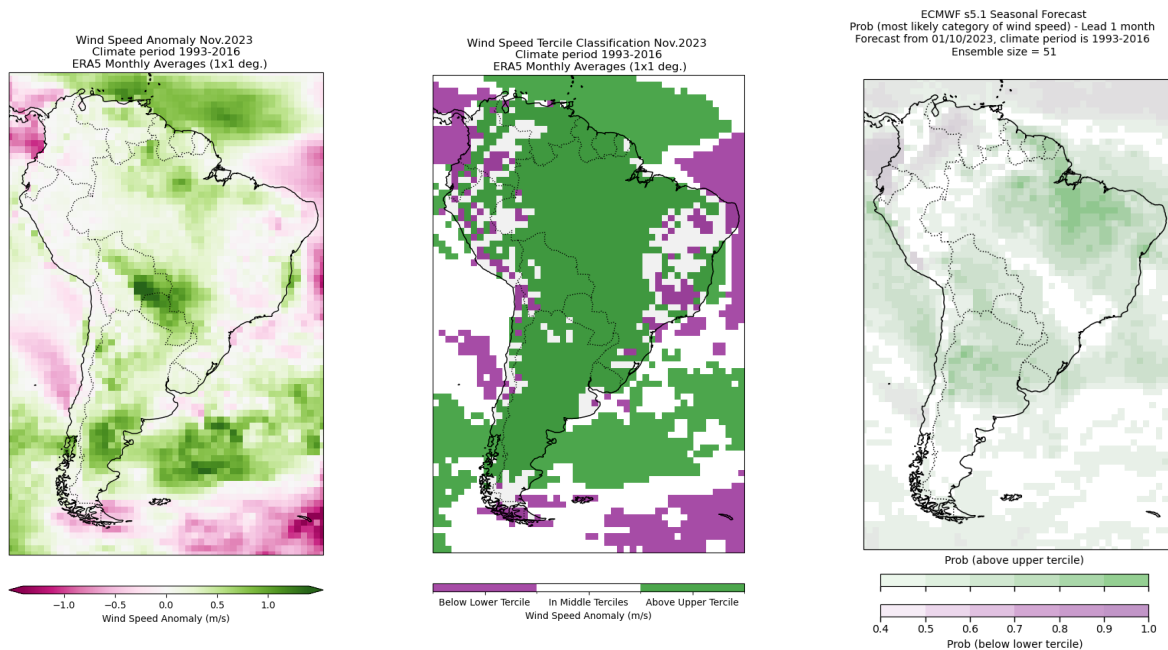 Wind Speed Anomaly Nov.2023
Climate period 1993-2016
ERA5 Monthly Averages (1x1 deg.)
−1.0 −0.5 0.0 0.5 1.0
Wind Speed Anomaly (m/s)
Wind Speed Tercile Classification Nov.2023
Climate period 1993-2016
ERA5 Monthly Averages (1x1 deg.)
Below Lower Tercile In Middle Terciles Above Upper Tercile
Wind Speed Anomaly (m/s)
ECMWF s5.1 Seasonal Forecast
Prob (most likely category of wind speed) - Lead 1 month
Forecast from 01/10/2023, climate period is 1993-2016
Ensemble size = 51
Prob (above upper tercile)
0.4 0.5 0.6 0.7 0.8 0.9 1.0
Prob (below lower tercile)